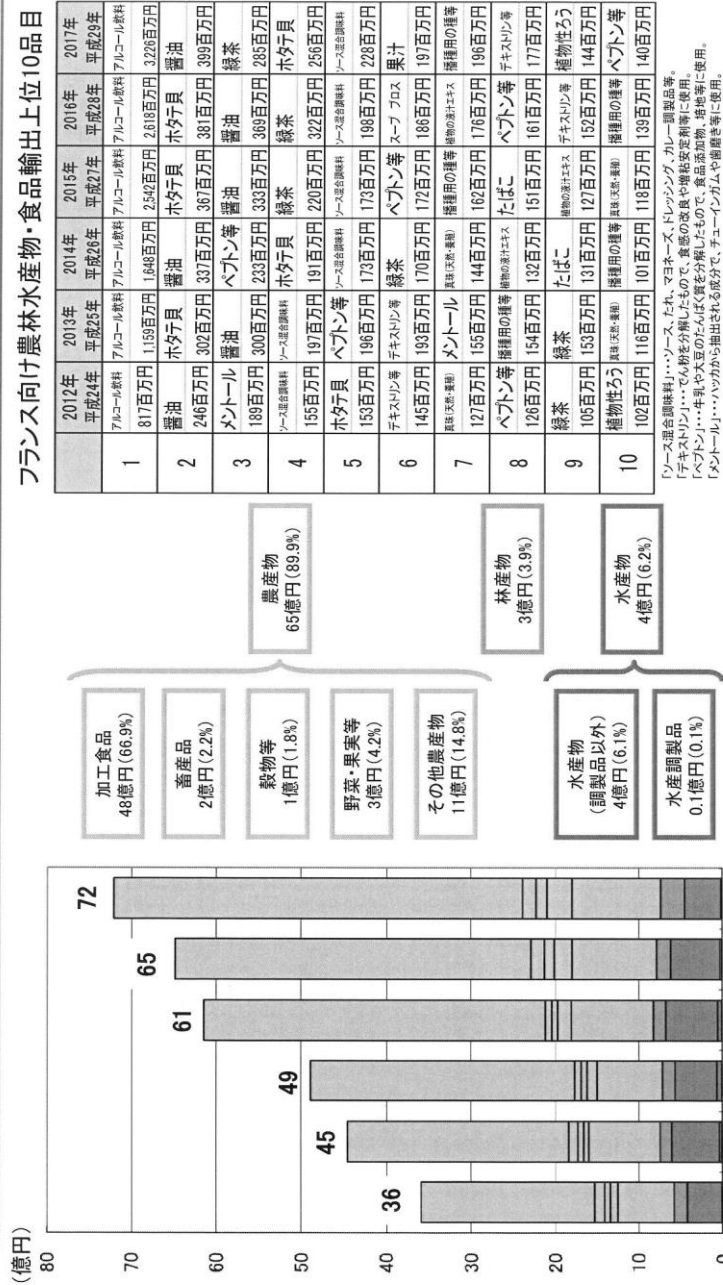 (億円)
80
70
60
50
40
30
20
10
0
36
45
49
61
65
72
加工食品
48億円(66.9%)
畜産品
2億円(2.2%)
穀物等
1億円(1.8%)
野菜・果実等
3億円(4.2%)
その他農産物
11億円(14.8%)
水産物
(調製品以外)
4億円(6.1%)
水産調製品
0.1億円(0.1%)
農産物
65億円(89.9%)
林産物
3億円(3.9%)
水産物
4億円(6.2%)
フランス向け農林水産物・食品輸出上位10品目
2012年 2013年 2014年 2015年 2016年 2017年
平成24年 平成25年 平成26年 平成27年 平成28年 平成29年
1 アルコール飲料 アルコール飲料 アルコール飲料 アルコール飲料 アルコール飲料 アルコール飲料
817百万円 1,159百万円 1,648百万円 2,542百万円 2,618百万円 3,226百万円
2 醤油 ホタテ貝 醤油 ホタテ貝 ホタテ貝 醤油
246百万円 302百万円 337百万円 367百万円 381百万円 399百万円
3 メントール 醤油 ペプトン等 醤油 醤油 緑茶
189百万円 300百万円 233百万円 333百万円 369百万円 285百万円
4 ソース混合調味料 ソース混合調味料 ホタテ貝 緑茶 緑茶 ホタテ貝
155百万円 197百万円 191百万円 220百万円 322百万円 256百万円
5 ホタテ貝 ペプトン等 ソース混合調味料 ソース混合調味料 ソース混合調味料 ソース混合調味料
153百万円 196百万円 173百万円 173百万円 198百万円 228百万円
6 デキストリン等 デキストリン等 緑茶 ペプトン等 スープ ブロス 果汁
145百万円 193百万円 170百万円 172百万円 186百万円 197百万円
7 真珠(天然・養殖) メントール 真珠(天然・養殖) 播種用の種等 植物の液汁エキス 播種用の種等
127百万円 155百万円 144百万円 162百万円 176百万円 196百万円
8 ペプトン等 播種用の種等 植物の液汁エキス たばこ ペプトン等 デキストリン等
126百万円 154百万円 132百万円 151百万円 161百万円 177百万円
9 緑茶 緑茶 たばこ 植物の液汁エキス デキストリン等 植物性ろう
105百万円 153百万円 131百万円 127百万円 152百万円 144百万円
10 植物性ろう 真珠(天然・養殖) 播種用の種等 真珠(天然・養殖) 播種用の種等 ペプトン等
102百万円 116百万円 101百万円 118百万円 139百万円 140百万円
「ソース混合調味料」・・・ソース、たれ、マヨネーズ、ドレッシング、カレー調製品等。
「デキストリン」・・・でん粉を分解したもので、食感の改良や増粘安定剤等に使用。
「ペプトン」・・・牛乳や大豆のたんぱく質を分解したもので、食品添加物、培地等に使用。
「メントール」・・・ハッカから抽出される成分で、チューインガムや歯磨き等に使用。